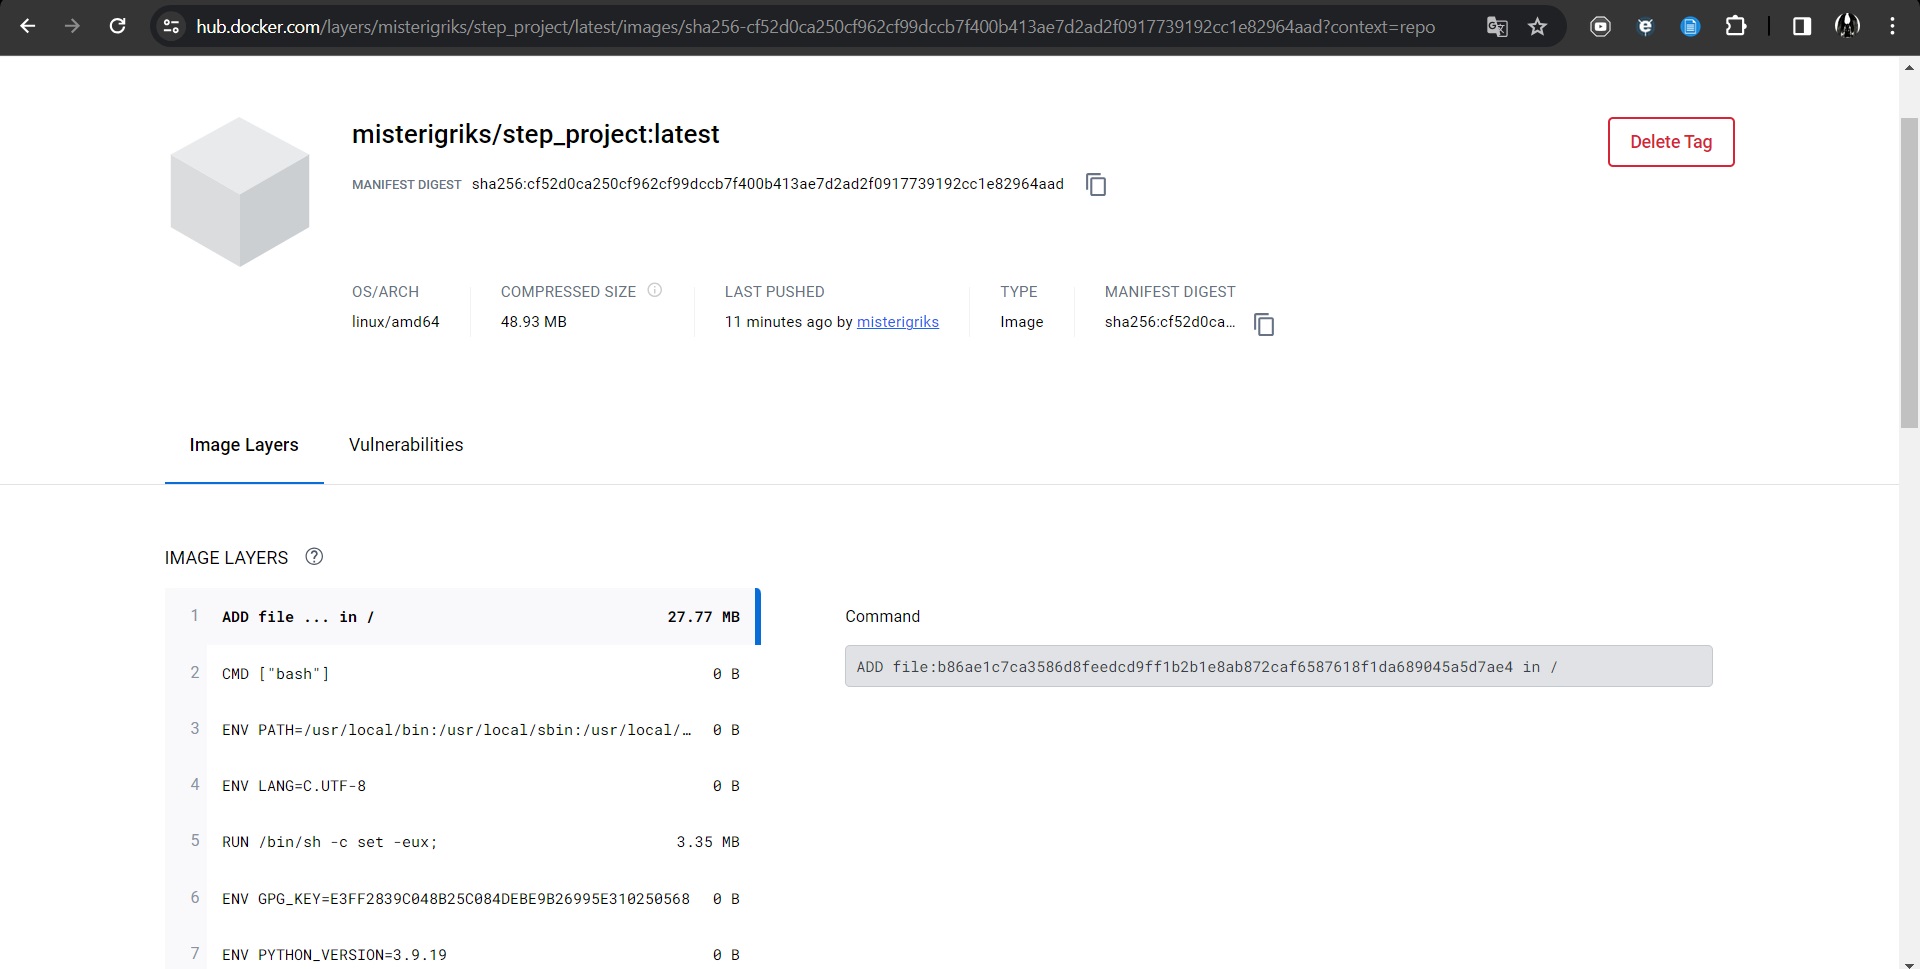 hub.docker.com/layers/misterigriks/step_project/latest/images/sha256-cf52d0ca250cf962cf99dccb7f400b413ae7d2ad2f0917739192cc1e82964aad?context=repo
misterigriks/step_project:latest
Delete Tag
MANIFEST DIGEST sha256:cf52d0ca250cf962cf99dccb7f400b413ae7d2ad2f0917739192cc1e82964aad
OS/ARCH
linux/amd64
COMPRESSED SIZE
48.93 MB
LAST PUSHED
11 minutes ago by misterigriks
TYPE
Image
MANIFEST DIGEST
sha256:cf52d0ca...
Image Layers
Vulnerabilities
IMAGE LAYERS
1 ADD file ... in / 27.77 MB
2 CMD ["bash"] 0 B
3 ENV PATH=/usr/local/bin:/usr/local/sbin:/usr/local/… 0 B
4 ENV LANG=C.UTF-8 0 B
5 RUN /bin/sh -c set -eux; 3.35 MB
6 ENV GPG_KEY=E3FF2839C048B25C084DEBE9B26995E310250568 0 B
7 ENV PYTHON_VERSION=3.9.19 0 B
Command
ADD file:b86ae1c7ca3586d8feedcd9ff1b2b1e8ab872caf6587618f1da689045a5d7ae4 in /